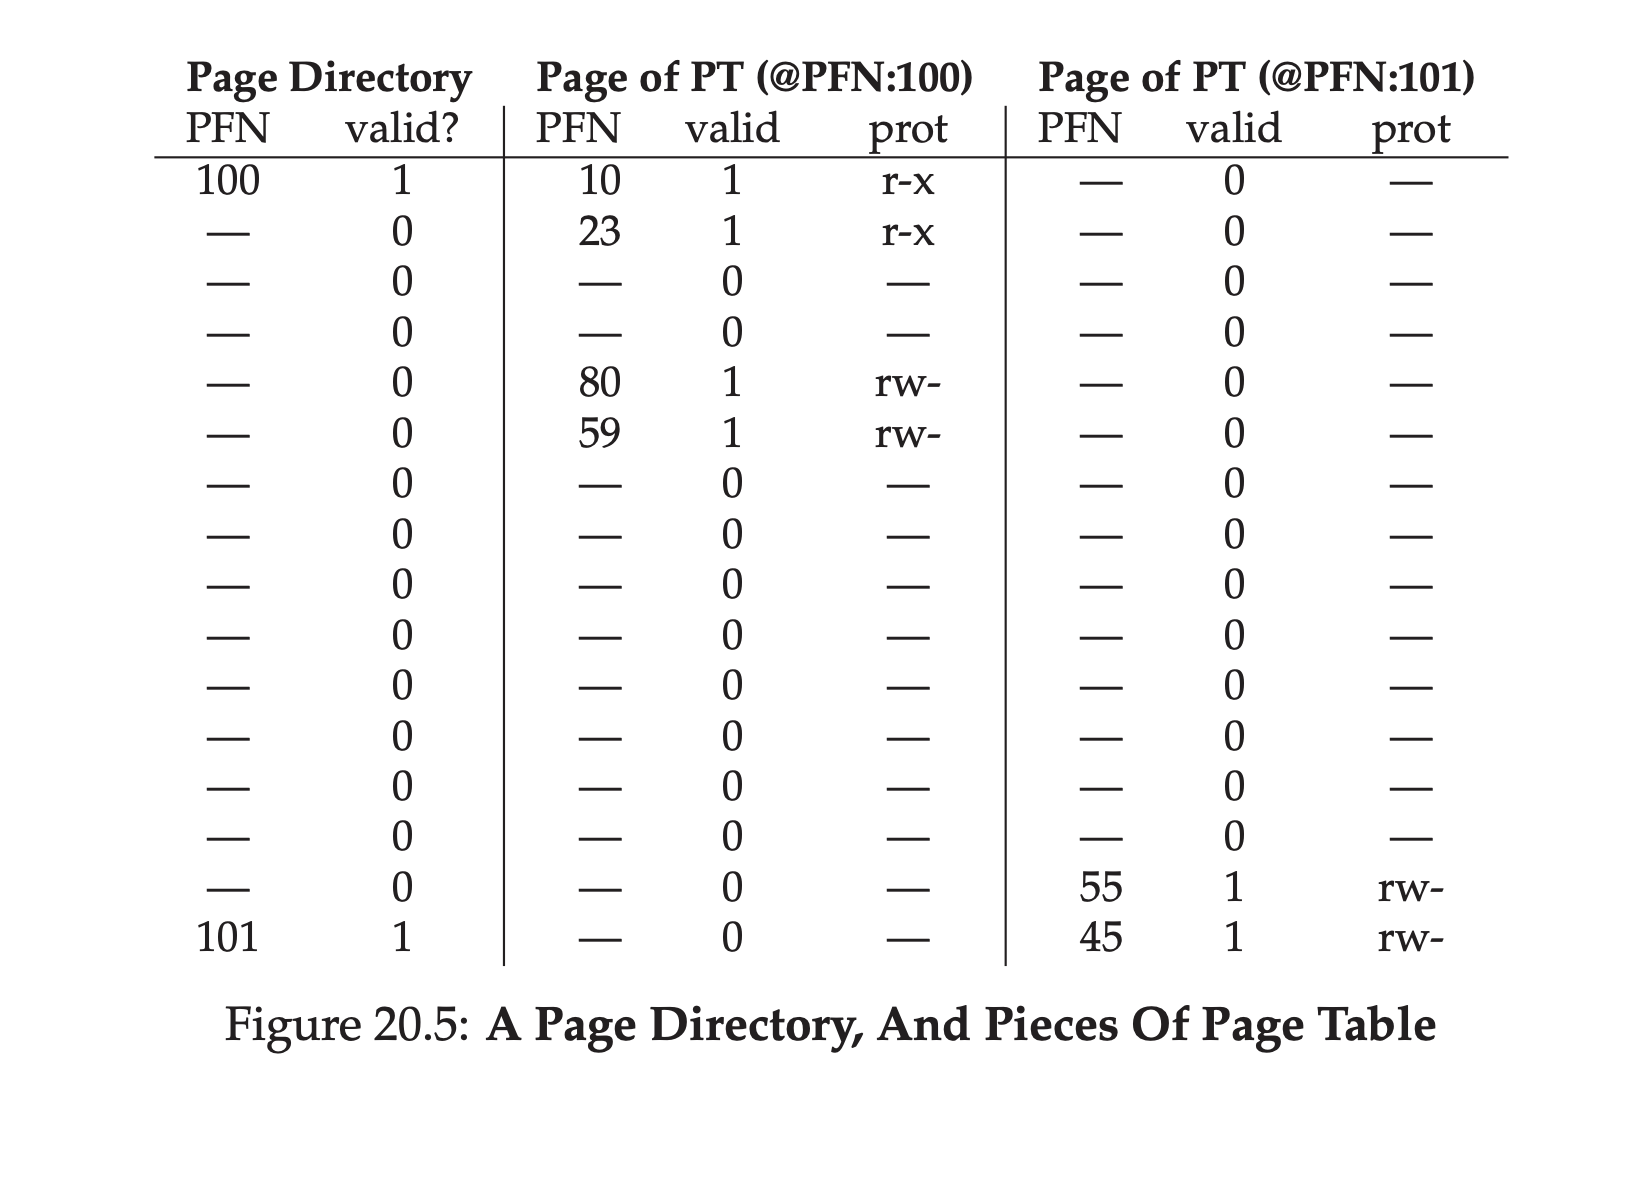 Page Directory Page of PT (@PFN:100) Page of PT (@PFN:101)
PFN valid? PFN valid prot PFN valid prot
100 1 10 1 r-x — 0 —
— 0 23 1 r-x — 0 —
— 0 — 0 — — 0 —
— 0 — 0 — — 0 —
— 0 80 1 rw- — 0 —
— 0 59 1 rw- — 0 —
— 0 — 0 — — 0 —
— 0 — 0 — — 0 —
— 0 — 0 — — 0 —
— 0 — 0 — — 0 —
— 0 — 0 — — 0 —
— 0 — 0 — — 0 —
— 0 — 0 — — 0 —
— 0 — 0 — — 0 —
— 0 — 0 — 55 1 rw-
101 1 — 0 — 45 1 rw-
Figure 20.5: A Page Directory, And Pieces Of Page Table